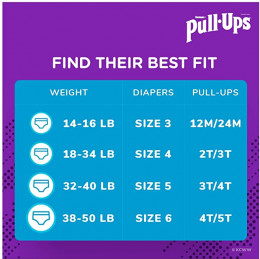 Pull-Ups
FIND THEIR BEST FIT
WEIGHT DIAPERS PULL-UPS
14-16 LB SIZE 3 12M/24M
18-34 LB SIZE 4 2T/3T
32-40 LB SIZE 5 3T/4T
38-50 LB SIZE 6 4T/5T